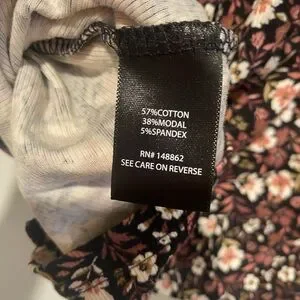 57%COTTON
38%MODAL
5%SPANDEX
RN# 148862
SEE CARE ON REVERSE